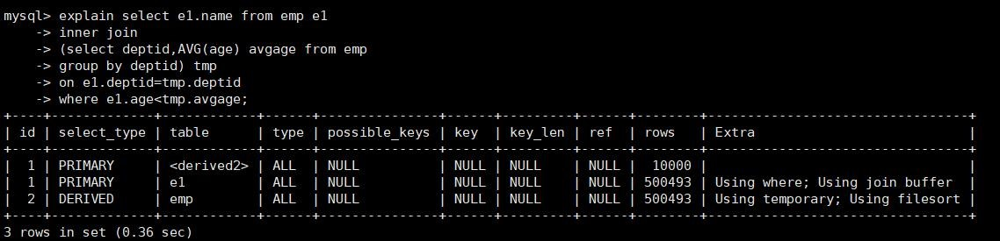 mysql> explain select e1.name from emp e1
    -> inner join
    -> (select deptid,AVG(age) avgage from emp
    -> group by deptid) tmp
    -> on e1.deptid=tmp.deptid
    -> where e1.age<tmp.avgage;
+----+-------------+------------+------+---------------+------+---------+------+--------+--------------------------------+
| id | select_type | table      | type | possible_keys | key  | key_len | ref  | rows   | Extra                          |
+----+-------------+------------+------+---------------+------+---------+------+--------+--------------------------------+
|  1 | PRIMARY     | <derived2> | ALL  | NULL          | NULL | NULL    | NULL |  10000 |                                |
|  1 | PRIMARY     | e1         | ALL  | NULL          | NULL | NULL    | NULL | 500493 | Using where; Using join buffer |
|  2 | DERIVED     | emp        | ALL  | NULL          | NULL | NULL    | NULL | 500493 | Using temporary; Using filesort |
+----+-------------+------------+------+---------------+------+---------+------+--------+--------------------------------+
3 rows in set (0.36 sec)